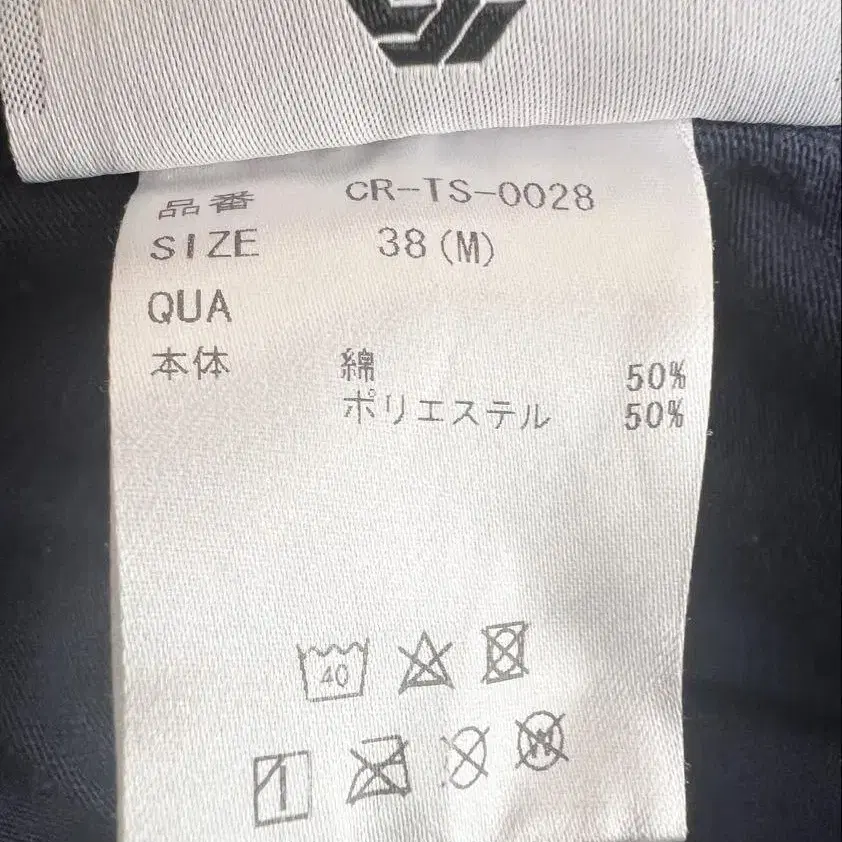 品番 CR-TS-0028
SIZE 38(M)
QUA
本体 綿 50%
ポリエステル 50%
40
W